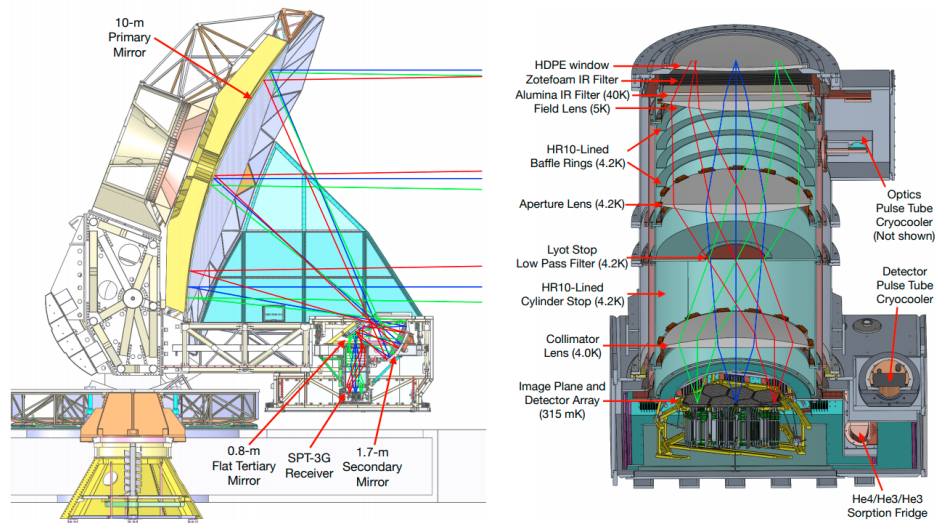 10-m
Primary
Mirror
0.8-m
Flat Tertiary
Mirror
SPT-3G
Receiver
1.7-m
Secondary
Mirror
HDPE window
Zotefoam IR Filter
Alumina IR Filter (40K)
Field Lens (5K)
HR10-Lined
Baffle Rings (4.2K)
Aperture Lens (4.2K)
Lyot Stop
Low Pass Filter (4.2K)
HR10-Lined
Cylinder Stop (4.2K)
Collimator
Lens (4.0K)
Image Plane and
Detector Array
(315 mK)
Optics
Pulse Tube
Cryocooler
(Not shown)
Detector
Pulse Tube
Cryocooler
He4/He3/He3
Sorption Fridge